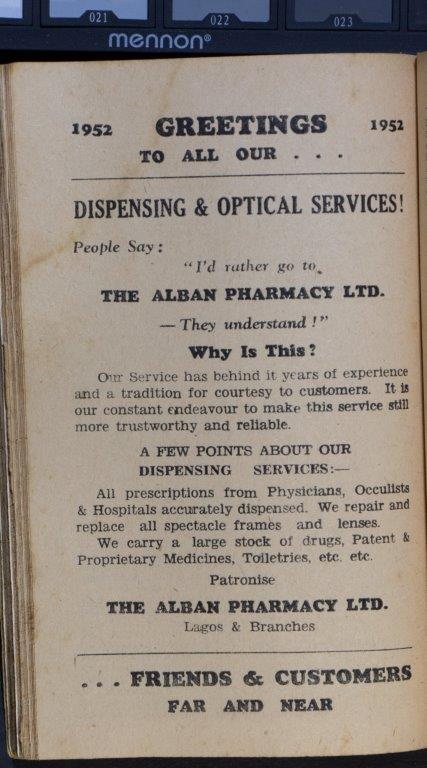 021 022 023
mennon®
1952 GREETINGS 1952
TO ALL OUR . . .
DISPENSING & OPTICAL SERVICES!
People Say:
"I'd rather go to
THE ALBAN PHARMACY LTD.
— They understand!"
Why Is This?
Our Service has behind it years of experience
and a tradition for courtesy to customers. It is
our constant endeavour to make this service still
more trustworthy and reliable.
A FEW POINTS ABOUT OUR
DISPENSING SERVICES:—
All prescriptions from Physicians, Occulists
& Hospitals accurately dispensed. We repair and
replace all spectacle frames and lenses.
We carry a large stock of drugs, Patent &
Proprietary Medicines, Toiletries, etc. etc.
Patronise
THE ALBAN PHARMACY LTD.
Lagos & Branches
. . . FRIENDS & CUSTOMERS
FAR AND NEAR